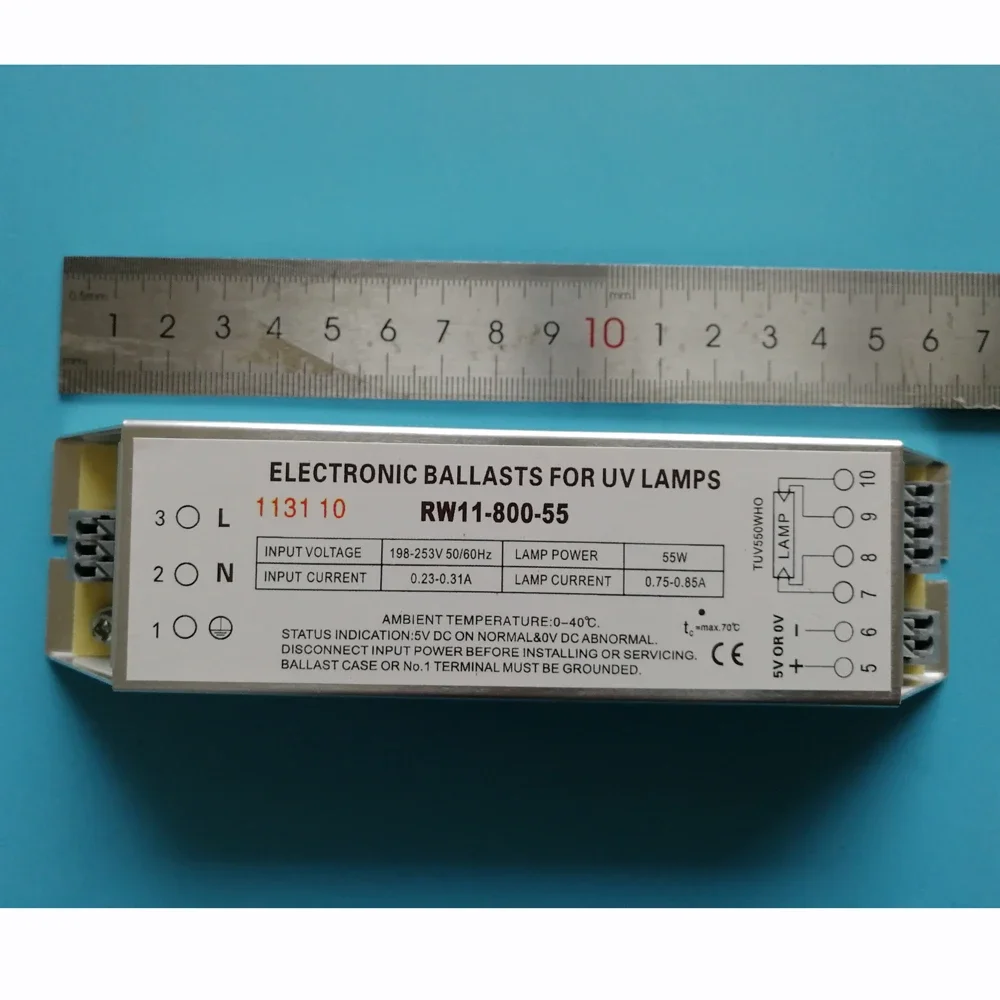 0.5mm mm
1 2 3 4 5 6 7 8 9 10 1 2 3 4 5 6 7
mm
ELECTRONIC BALLASTS FOR UV LAMPS
1131 10 RW11-800-55
3 L
2 N
1
INPUT VOLTAGE 198-253V 50/60Hz LAMP POWER 55W
INPUT CURRENT 0.23-0.31A LAMP CURRENT 0.75-0.85A
AMBIENT TEMPERATURE:0-40℃.
STATUS INDICATION:5V DC ON NORMAL&0V DC ABNORMAL.
DISCONNECT INPUT POWER BEFORE INSTALLING OR SERVICING.
BALLAST CASE OR No.1 TERMINAL MUST BE GROUNDED.
tc=max.70℃
CE
TUV550WHO
LAMP
10
9
8
7
5V OR 0V
- 6
+ 5